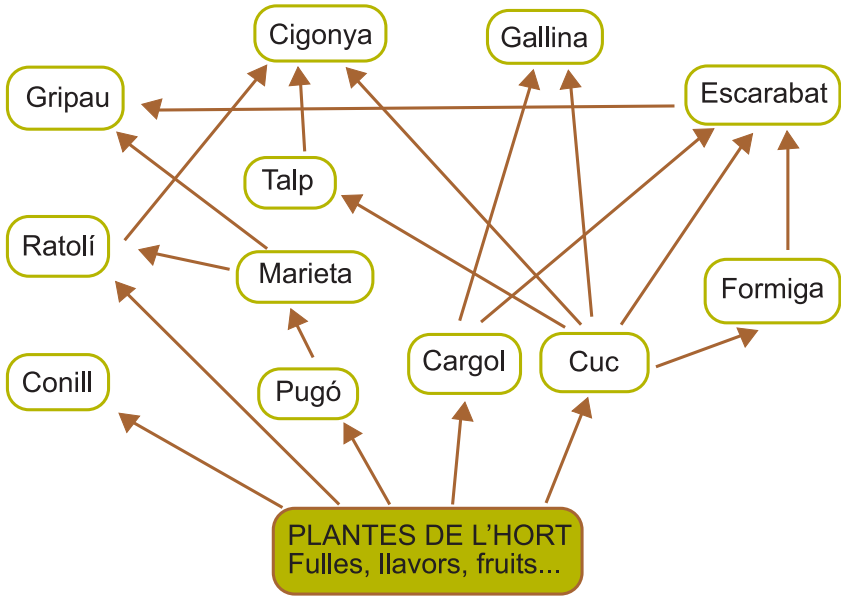 Cigonya
Gallina
Gripau
Escarabat
Talp
Ratolí
Marieta
Formiga
Conill
Pugó
Cargol
Cuc
PLANTES DE L'HORT
Fulles, llavors, fruits...